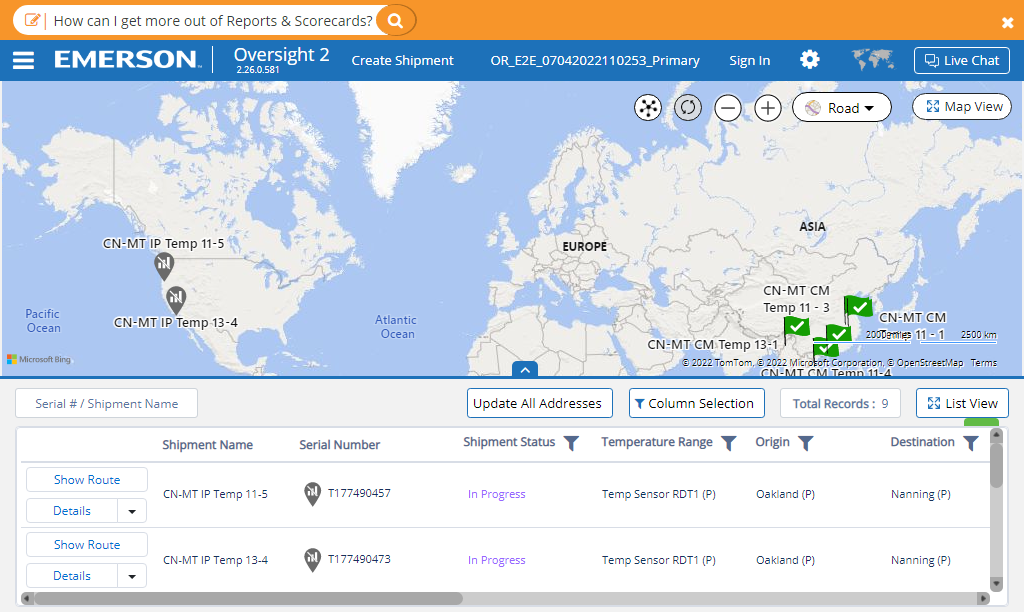 How can I get more out of Reports & Scorecards?
EMERSON
Oversight 2
2.26.0.581
Create Shipment
OR_E2E_07042022110253_Primary
Sign In
Live Chat
Road
Map View
CN-MT IP Temp 11-5
CN-MT IP Temp 13-4
Pacific
Ocean
Atlantic
Ocean
EUROPE
ASIA
CN-MT CM
Temp 11 - 3
CN-MT CM
11 - 1
CN-MT CM Temp 13-1
CN-MT CM Temp 11-4
2500 km
Microsoft Bing
© 2022 TomTom, © 2022 Microsoft Corporation, © OpenStreetMap Terms
Serial # / Shipment Name
Update All Addresses
Column Selection
Total Records : 9
List View
Shipment Name Serial Number Shipment Status Temperature Range Origin Destination
Show Route
Details
CN-MT IP Temp 11-5 T177490457 In Progress Temp Sensor RDT1 (P) Oakland (P) Nanning (P)
Show Route
Details
CN-MT IP Temp 13-4 T177490473 In Progress Temp Sensor RDT1 (P) Oakland (P) Nanning (P)